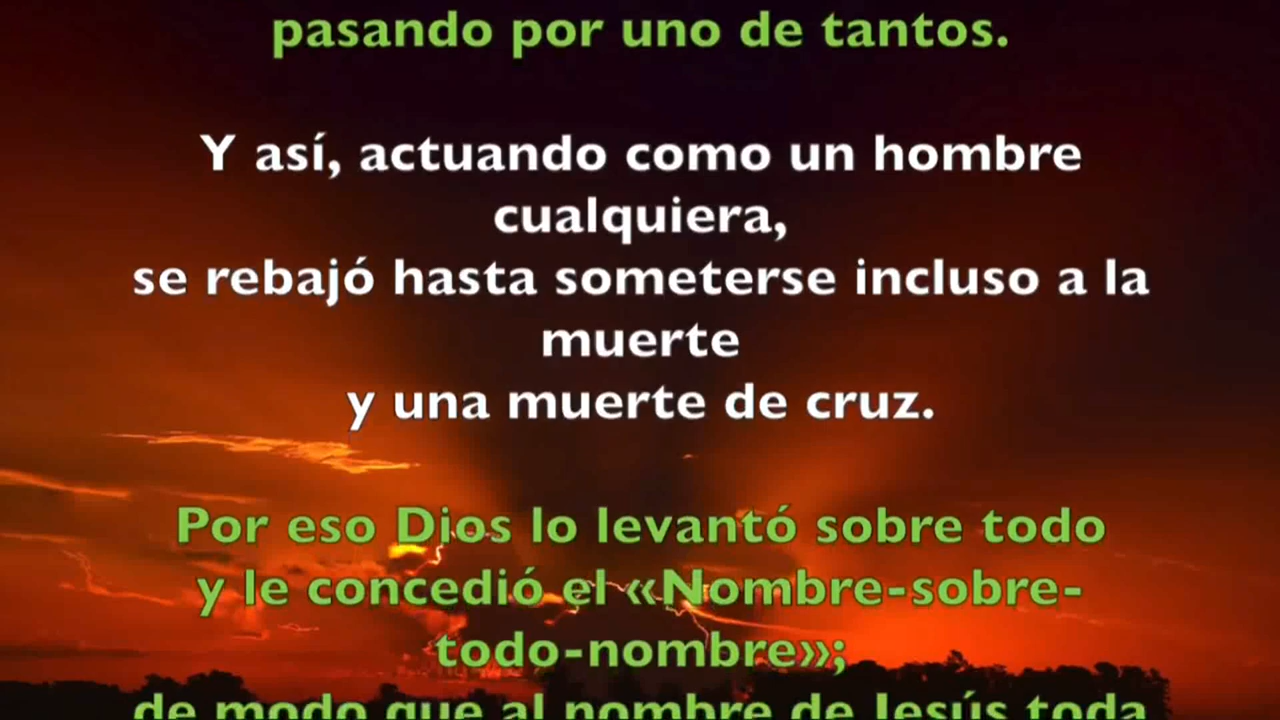 pasando por uno de tantos.
Y así, actuando como un hombre
cualquiera,
se rebajó hasta someterse incluso a la
muerte
y una muerte de cruz.
Por eso Dios lo levantó sobre todo
y le concedió el «Nombre-sobre-
todo-nombre»;
de modo que al nombre de Jesús toda